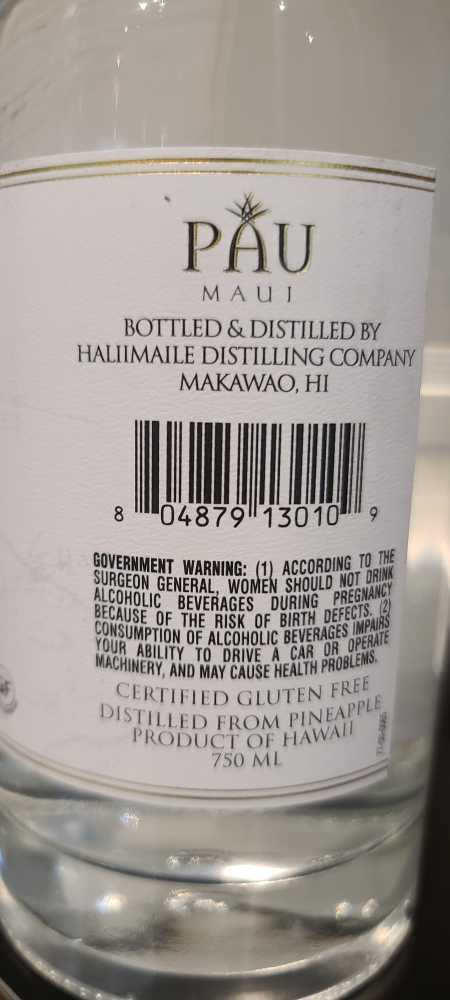 PAU
MAUI
BOTTLED & DISTILLED BY
HALIIMAILE DISTILLING COMPANY
MAKAWAO, HI
8 04879 13010 9
GOVERNMENT WARNING: (1) ACCORDING TO THE
SURGEON GENERAL, WOMEN SHOULD NOT DRINK
ALCOHOLIC BEVERAGES DURING PREGNANCY
BECAUSE OF THE RISK OF BIRTH DEFECTS. (2)
CONSUMPTION OF ALCOHOLIC BEVERAGES IMPAIRS
YOUR ABILITY TO DRIVE A CAR OR OPERATE
MACHINERY, AND MAY CAUSE HEALTH PROBLEMS.
CERTIFIED GLUTEN FREE
DISTILLED FROM PINEAPPLE
PRODUCT OF HAWAII
750 ML